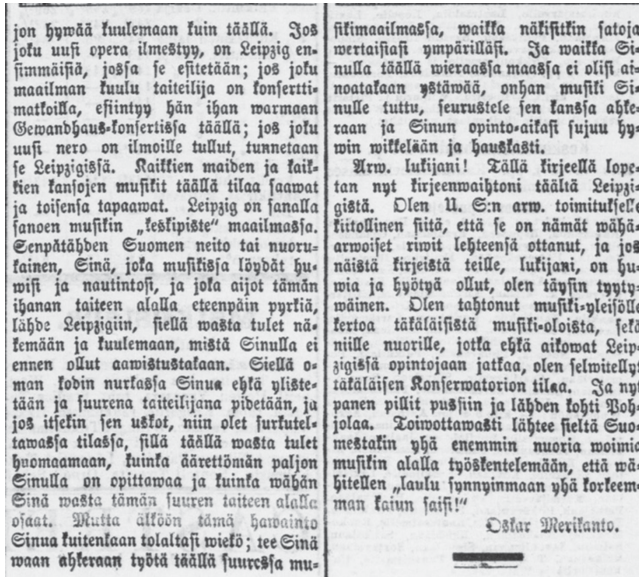 jon hywää kuulemaan kuin täällä. Jos
joku uusi opera ilmestyy, on Leipzig en-
simmäisiä, jossa se esitetään; jos joku
maailman kuulu taiteilija on konsertti-
matkoilla, esiintyy hän ihan warmaan
Gewandhaus-konsertissa täällä; jos joku
uusi nero on ilmoille tullut, tunnetaan
se Leipzigissä. Kaikkien maiden ja kaik-
kien kansojen musikit täällä tilaa saawat
ja toisensa tapaawat. Leipzig on sanalla
sanoen musikin „keskipiste“ maailmassa.
Senpätähden Suomen neito tai nuoru-
kainen, Sinä, joka musikissa löydät hu-
wisi ja nautintosi, ja joka aijot tämän
ihanan taiteen alalla eteenpäin pyrkiä,
lähde Leipzigiin, siellä wasta tulet nä-
kemään ja kuulemaan, mistä Sinulla ei
ennen ollut aawistustakaan. Siellä o-
man kodin nurkassa Sinua ehkä yliste-
tään ja suurena taiteilijana pidetään, ja
jos itsekin sen uskot, niin olet surkutel-
tawassa tilassa, sillä täällä wasta tulet
huomaamaan, kuinka äärettömän paljon
Sinulla on opittawaa ja kuinka wähän
Sinä wasta tämän suuren taiteen alalla
osaat. Mutta älköön tämä hawainto
Sinua kuitenkaan tolaltasi wiekö; tee Sinä
waan ahkeraan työtä täällä suuressa mu-
sikimaailmassa, waikka näkisitkin satoja
wertaistasi ympärilläsi. Ja waikka Si-
nulla täällä wieraassa maassa ei olisi ai-
noatakaan ystäwää, onhan musiki Si-
nulle tuttu, seurustele sen kanssa ahke-
raan ja Sinun opinto-aikasi sujuu hy-
win wikkelään ja hauskasti.
Arw. lukijani! Tällä kirjeellä lope-
tan nyt kirjeenwaihtoni täältä Leipzi-
gistä. Olen U. S:n arw. toimitukselle
kiitollinen siitä, että se on nämät wähä-
arwoiset riwit lehteensä ottanut, ja jos
näistä kirjeistä teille, lukijani, on hu-
wia ja hyötyä ollut, olen täysin tyyty-
wäinen. Olen tahtonut musiki-yleisölle
kertoa täkäläisistä musiki-oloista, sekä
niille nuorille, jotka ehkä aikowat Leip-
zigissä opintojaan jatkaa, olen selwitellyt
täkäläisen Konserwatorion tilaa. Ja nyt
panen pillit pussiin ja lähden kohti Poh-
jolaa. Toiwottawasti lähtee sieltä Suo-
mestakin yhä enemmin nuoria woimia
musikin alalla työskentelemään, että wä-
hitellen „laulu synnyinmaan yhä korkeem-
man kaiun saisi!“
Oskar Merikanto.